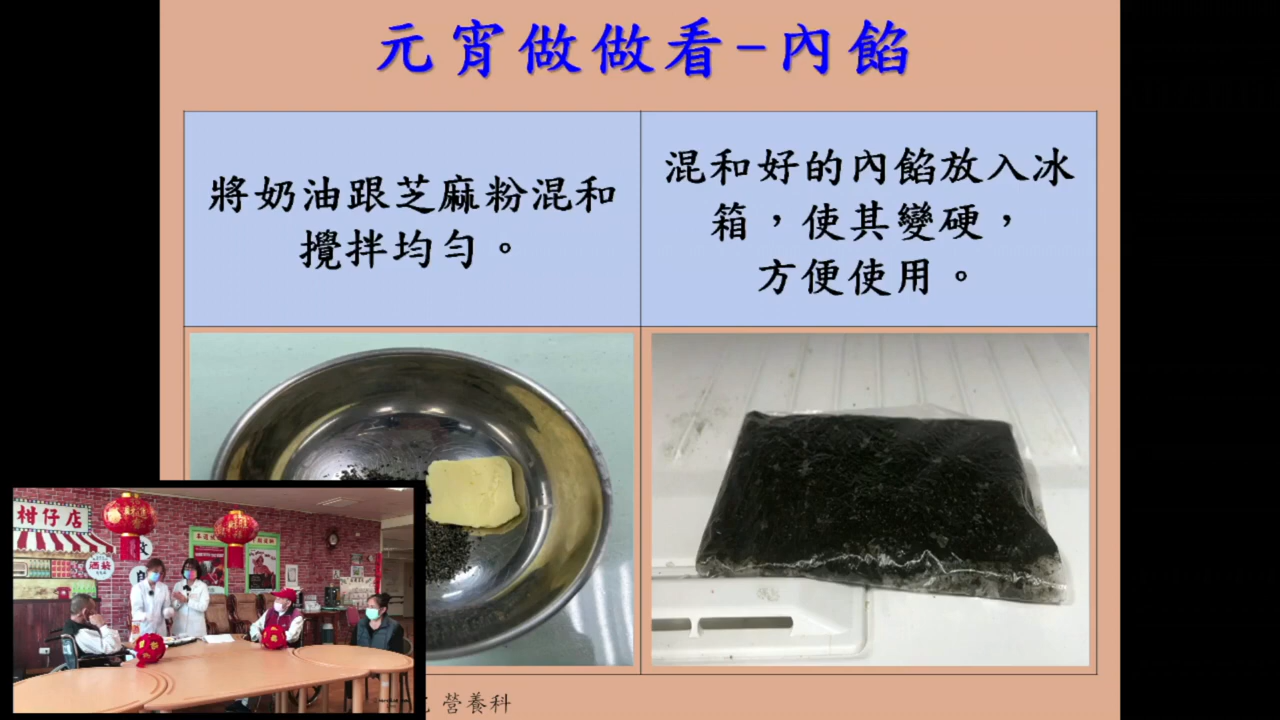 元宵做做看-內餡
將奶油跟芝麻粉混和
攪拌均勻。
混和好的內餡放入冰
箱，使其變硬，
方便使用。
柑仔店
營養科